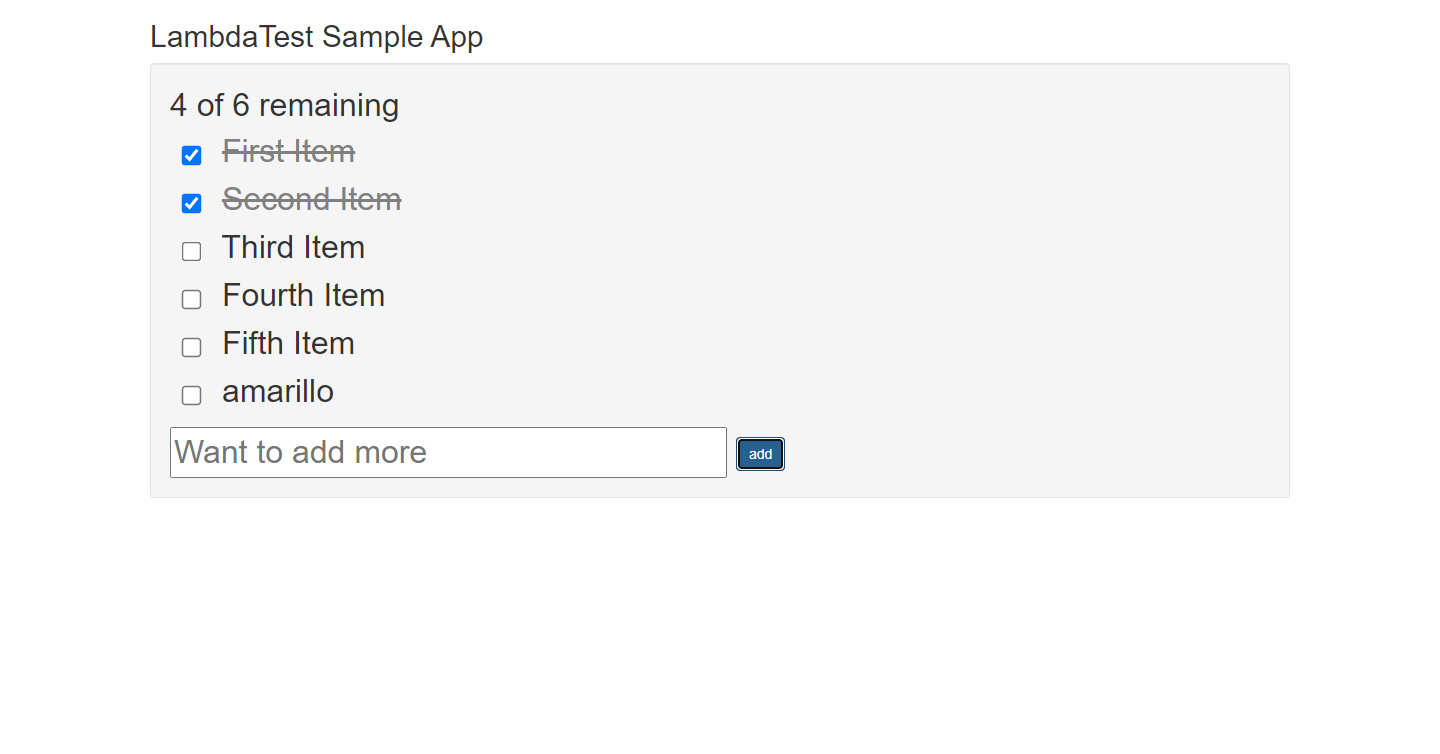 LambdaTest Sample App
4 of 6 remaining
First Item
Second Item
Third Item
Fourth Item
Fifth Item
amarillo
Want to add more
add